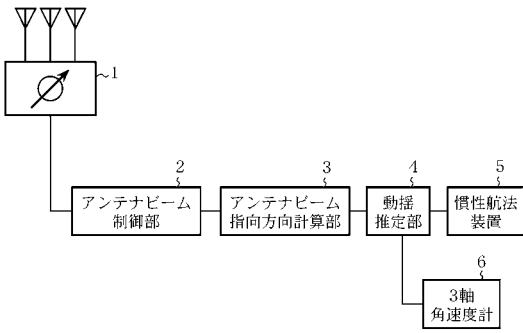 1
2
アンテナビーム
制御部
3
アンテナビーム
指向方向計算部
4
動揺
推定部
5
慣性航法
装置
6
3軸
角速度計